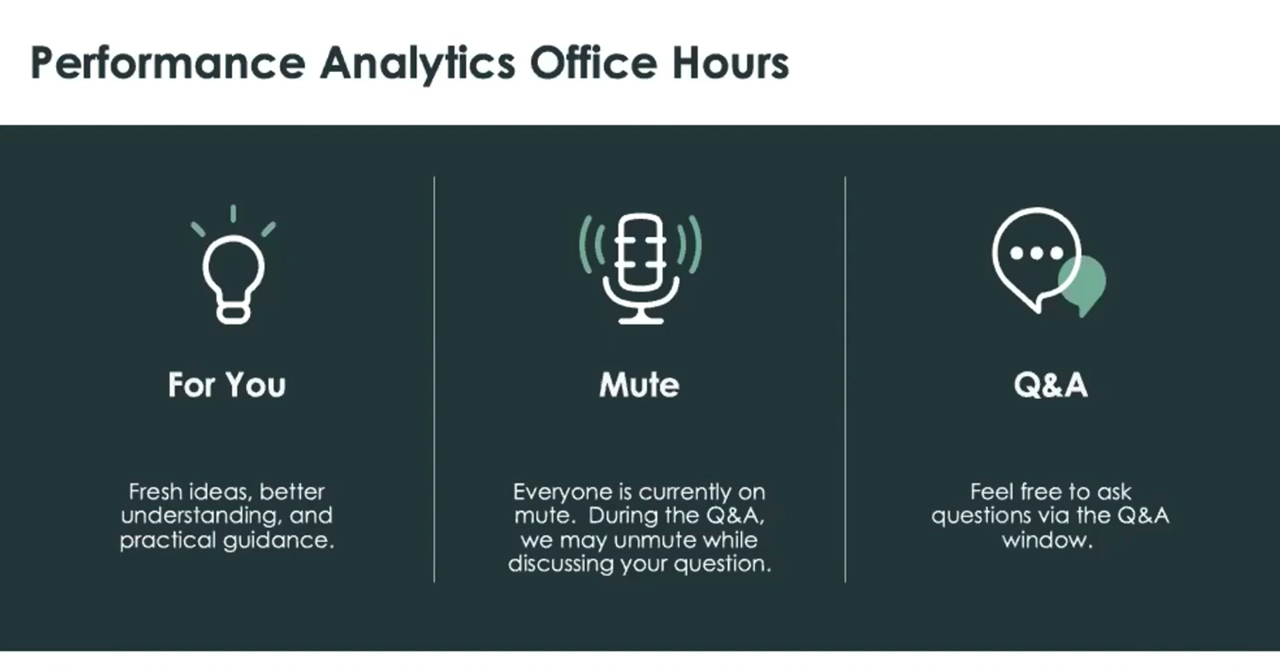 Performance Analytics Office Hours
For You
Fresh ideas, better
understanding, and
practical guidance.
Mute
Everyone is currently on
mute.  During the Q&A,
we may unmute while
discussing your question.
Q&A
Feel free to ask
questions via the Q&A
window.